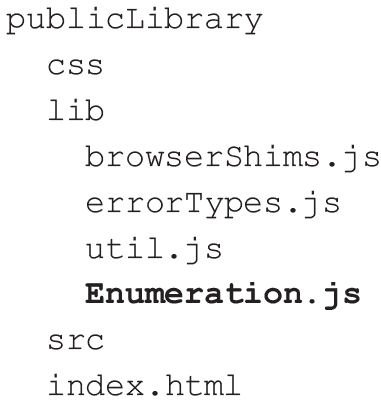 publicLibrary
  css
  lib
    browserShims.js
    errorTypes.js
    util.js
    Enumeration.js
  src
  index.html